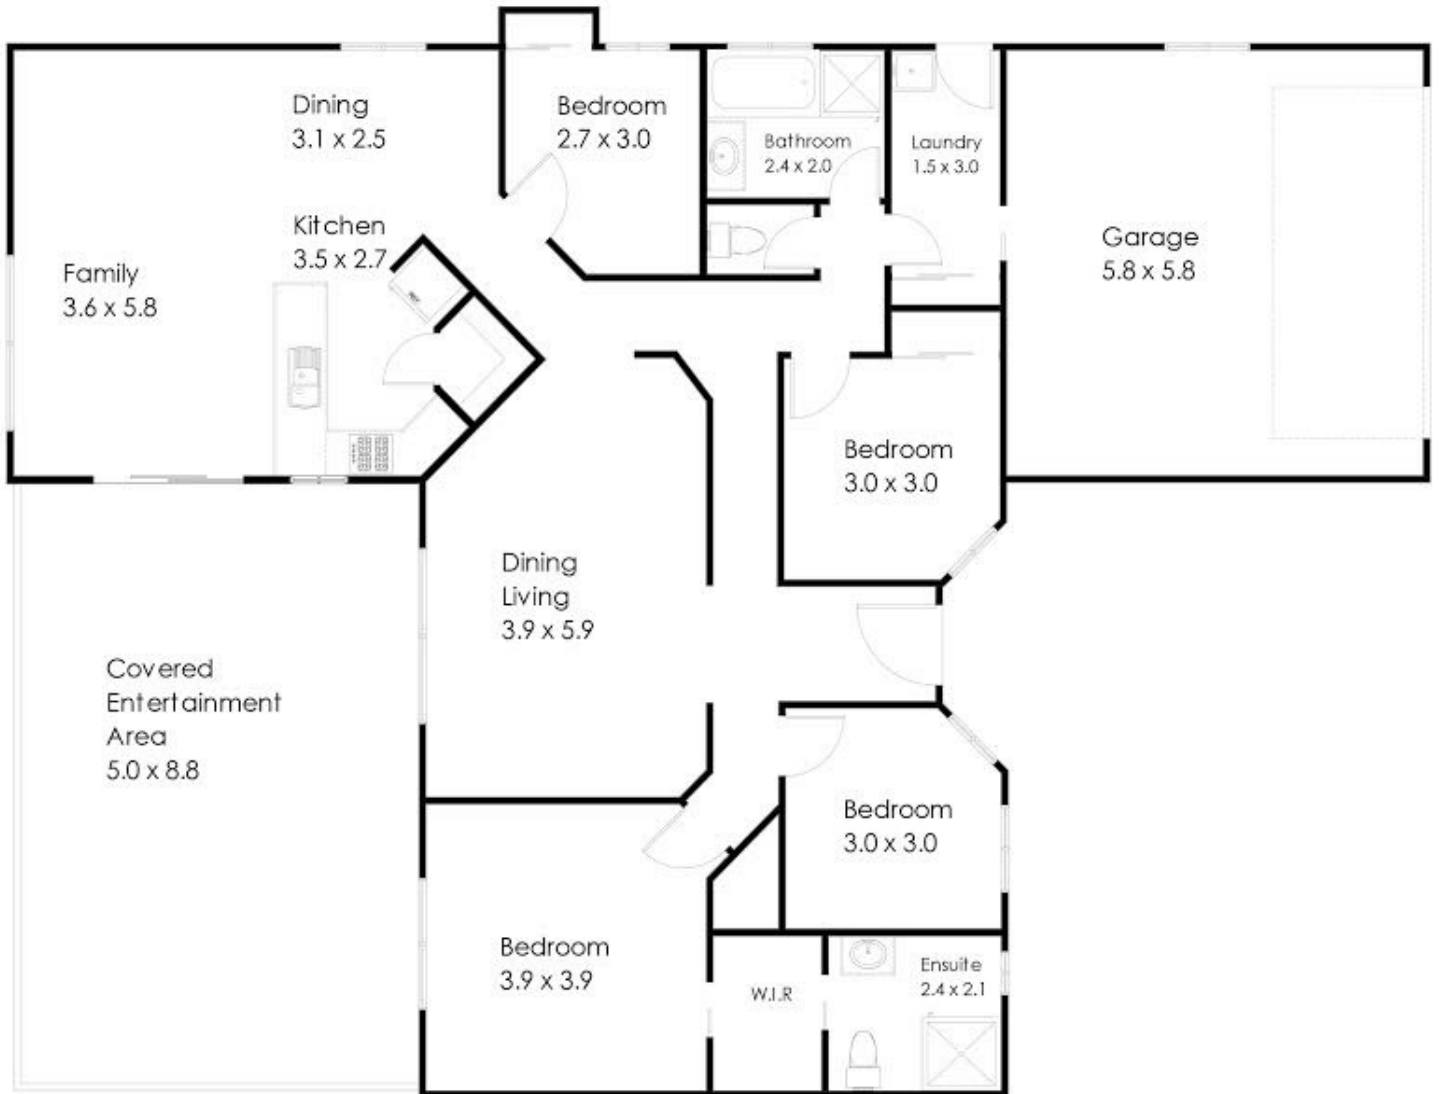 Dining
3.1 x 2.5
Bedroom
2.7 x 3.0
Bathroom
2.4 x 2.0
Laundry
1.5 x 3.0
Kitchen
3.5 x 2.7
Garage
5.8 x 5.8
Family
3.6 x 5.8
Bedroom
3.0 x 3.0
Dining
Living
3.9 x 5.9
Covered
Entertainment
Area
5.0 x 8.8
Bedroom
3.0 x 3.0
Bedroom
3.9 x 3.9
W.I.R
Ensuite
2.4 x 2.1